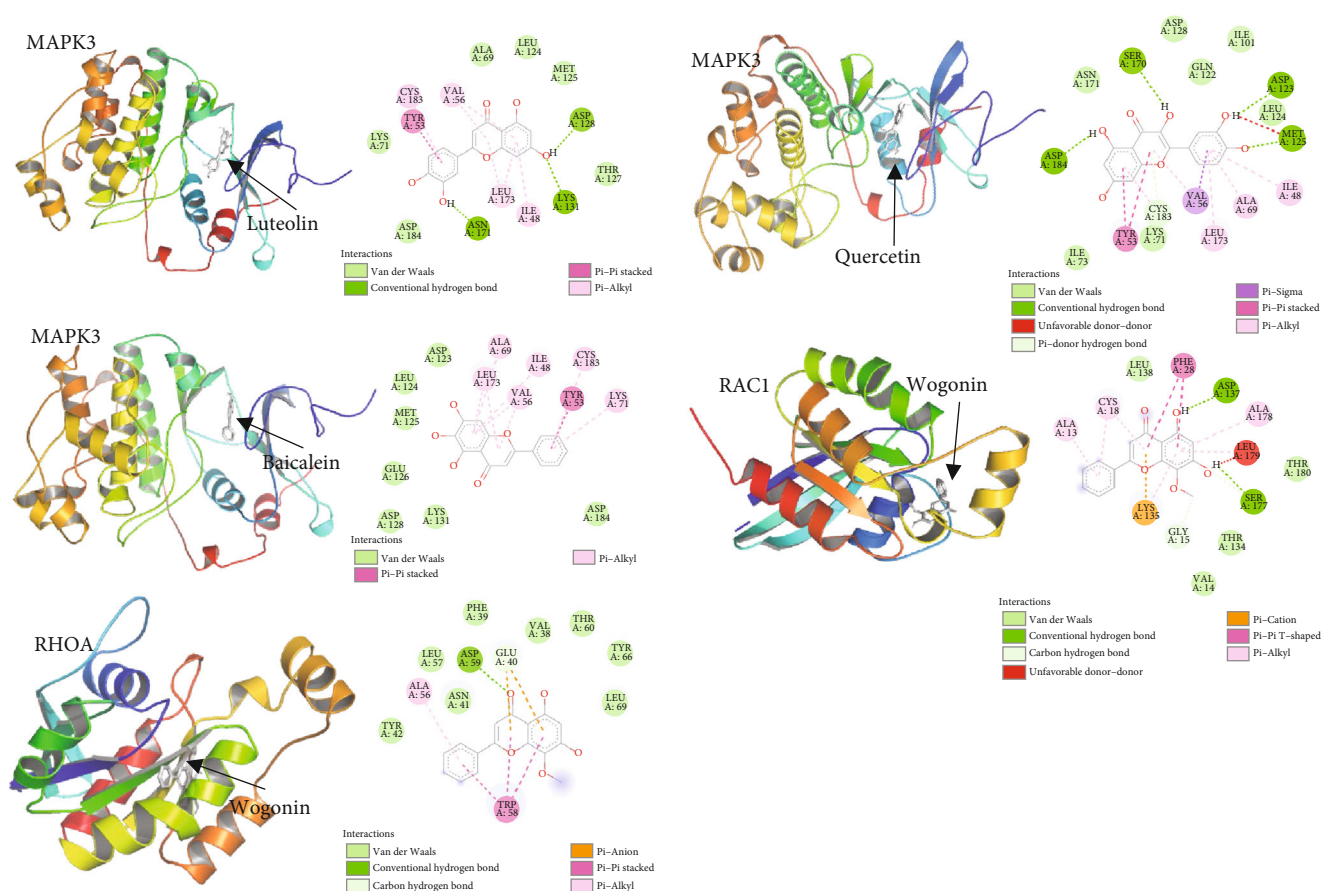 MAPK3
Luteolin
ALA
A: 69
LEU
A: 124
MET
A: 125
CYS
A: 183
VAL
A: 56
TYR
A: 53
ASP
A: 128
LYS
A: 71
O
O
H
THR
A: 127
LEU
A: 173
ILE
A: 48
LYS
A: 131
ASP
A: 184
ASN
A: 171
Interactions
Van der Waals
Conventional hydrogen bond
Pi–Pi stacked
Pi–Alkyl
MAPK3
Quercetin
ASP
A: 128
ILE
A: 101
SER
A: 170
GLN
A: 122
ASN
A: 171
ASP
A: 123
LEU
A: 124
MET
A: 125
ASP
A: 184
VAL
A: 56
ILE
A: 48
CYS
A: 183
ALA
A: 69
TYR
A: 53
LYS
A :71
LEU
A: 173
ILE
A: 73
Interactions
Van der Waals
Conventional hydrogen bond
Unfavorable donor–donor
Pi–donor hydrogen bond
Pi–Sigma
Pi–Pi stacked
Pi–Alkyl
MAPK3
Baicalein
ALA
A: 69
ASP
A: 123
ILE
A: 48
CYS
A: 183
LEU
A: 124
LEU
A: 173
VAL
A: 56
TYR
A: 53
LYS
A: 71
MET
A: 125
GLU
A: 126
ASP
A: 128
LYS
A: 131
ASP
A: 184
Interactions
Van der Waals
Pi–Pi stacked
Pi–Alkyl
RAC1
Wogonin
LEU
A: 138
PHE
A: 28
ASP
A: 137
CYS
A: 18
ALA
A: 13
ALA
A: 178
LEU
A: 179
THR
A: 180
LYS
A: 135
SER
A: 177
GLY
A: 15
THR
A: 134
VAL
A: 14
Interactions
Van der Waals
Conventional hydrogen bond
Carbon hydrogen bond
Unfavorable donor–donor
Pi–Cation
Pi–Pi T–shaped
Pi–Alkyl
RHOA
Wogonin
PHE
A: 39
VAL
A: 38
THR
A: 60
LEU
A: 57
ASP
A: 59
GLU
A: 40
TYR
A: 66
ALA
A: 56
ASN
A: 41
LEU
A: 69
TYR
A: 42
TRP
A: 58
Interactions
Van der Waals
Conventional hydrogen bond
Carbon hydrogen bond
Pi–Anion
Pi–Pi stacked
Pi–Alkyl